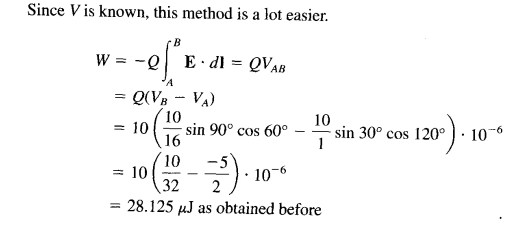 Since V is known, this method is a lot easier.
W = −Q ∫_A^B E · dl = QV_AB
= Q(V_B − V_A)
= 10 (10/16 sin 90° cos 60° − 10/1 sin 30° cos 120°) · 10⁻⁶
= 10 (10/32 − −5/2) · 10⁻⁶
= 28.125 μJ as obtained before